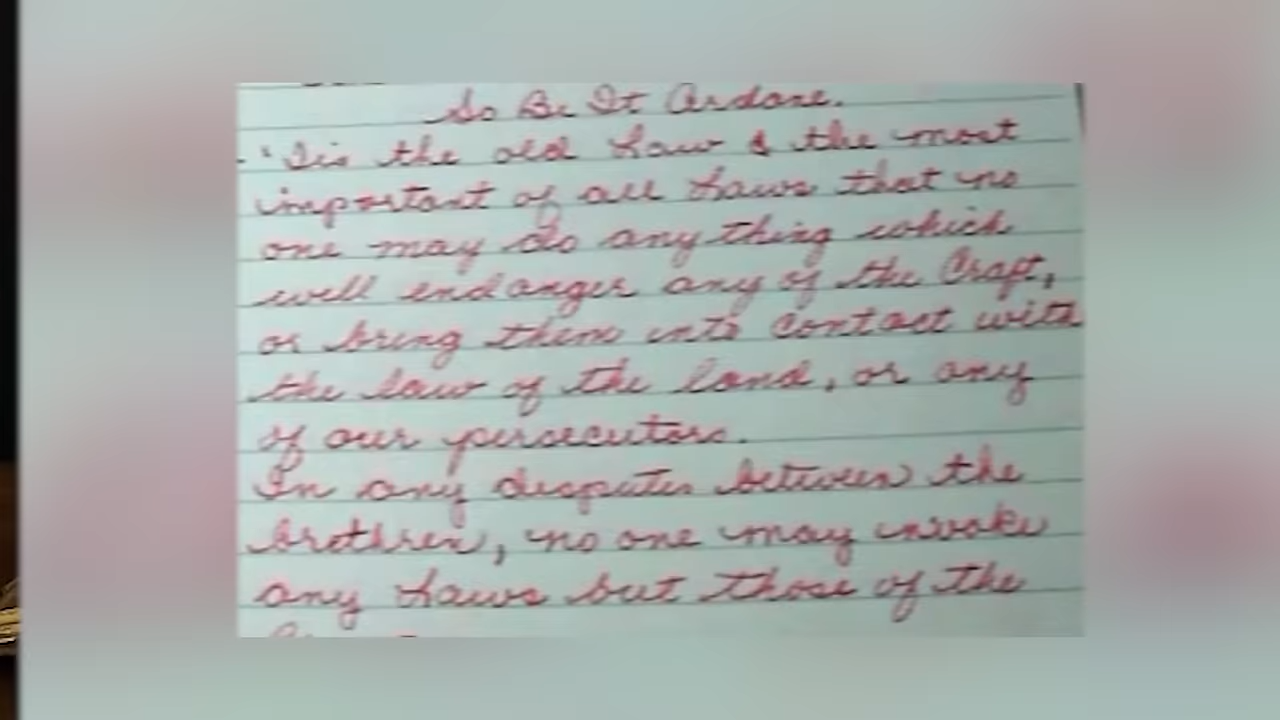 So Be It Ardane.
- 'Tis the old Law & the most
important of all Laws that no
one may do any thing which
will endanger any of the Craft,
or bring them into contact with
the law of the land, or any
of our persecutors.
In any disputes between the
brethren, no one may invoke
any Laws but those of the